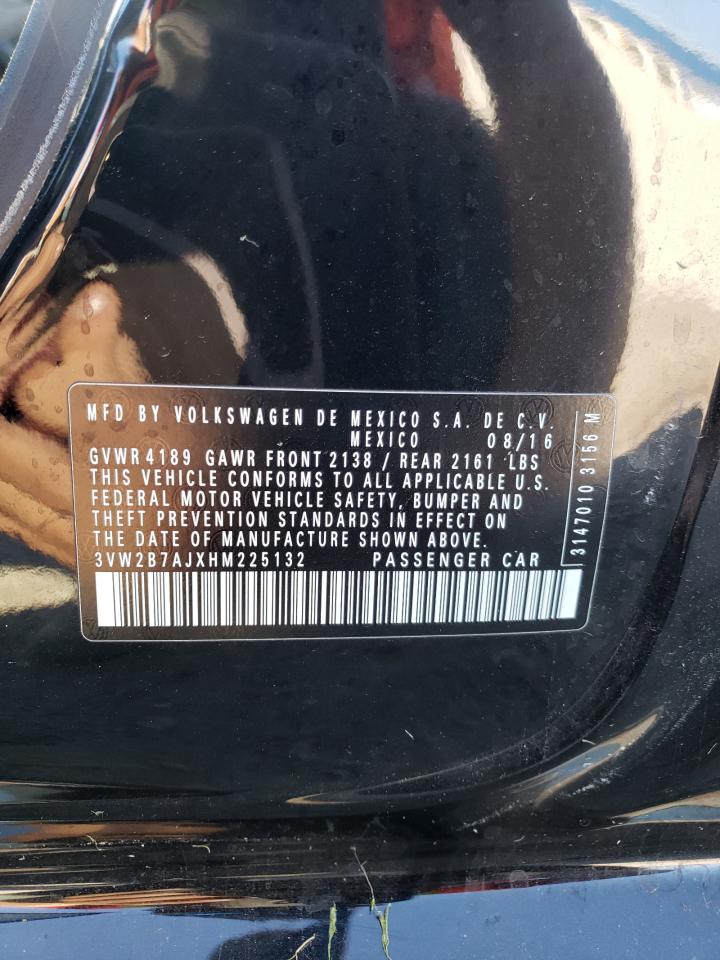 MFD BY VOLKSWAGEN DE MEXICO S.A. DE C.V.
MEXICO 08/16
GVWR 4189 GAWR FRONT 2138 / REAR 2161 LBS
THIS VEHICLE CONFORMS TO ALL APPLICABLE U.S.
FEDERAL MOTOR VEHICLE SAFETY, BUMPER AND
THEFT PREVENTION STANDARDS IN EFFECT ON
THE DATE OF MANUFACTURE SHOWN ABOVE.
3VW2B7AJXHM225132 PASSENGER CAR
3147010 3156 M